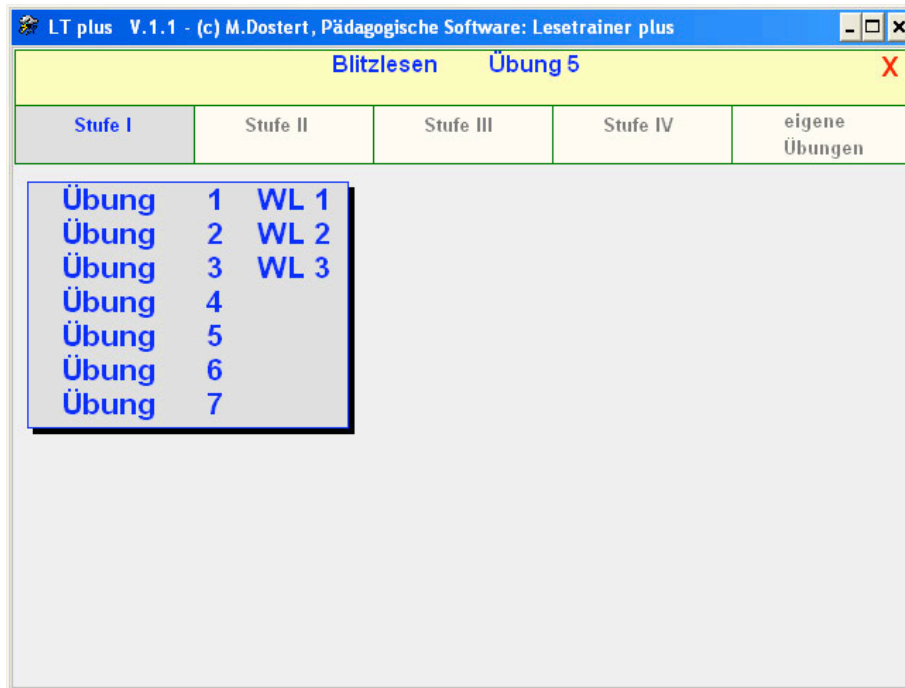 LT plus V.1.1 - (c) M.Dostert, Pädagogische Software: Lesetrainer plus
Blitzlesen Übung 5 X
Stufe I Stufe II Stufe III Stufe IV eigene Übungen
Übung 1 WL 1
Übung 2 WL 2
Übung 3 WL 3
Übung 4
Übung 5
Übung 6
Übung 7